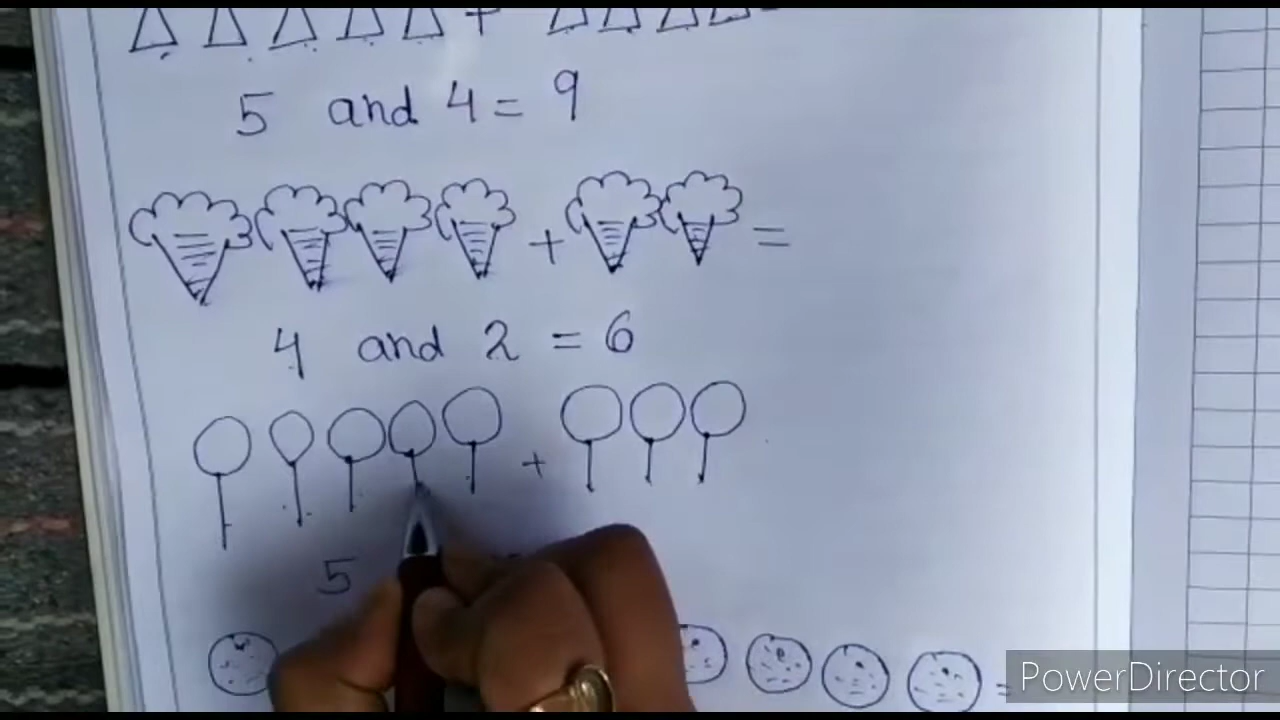 +
5 and 4 = 9
+ =
4 and 2 = 6
+
5
=
PowerDirector